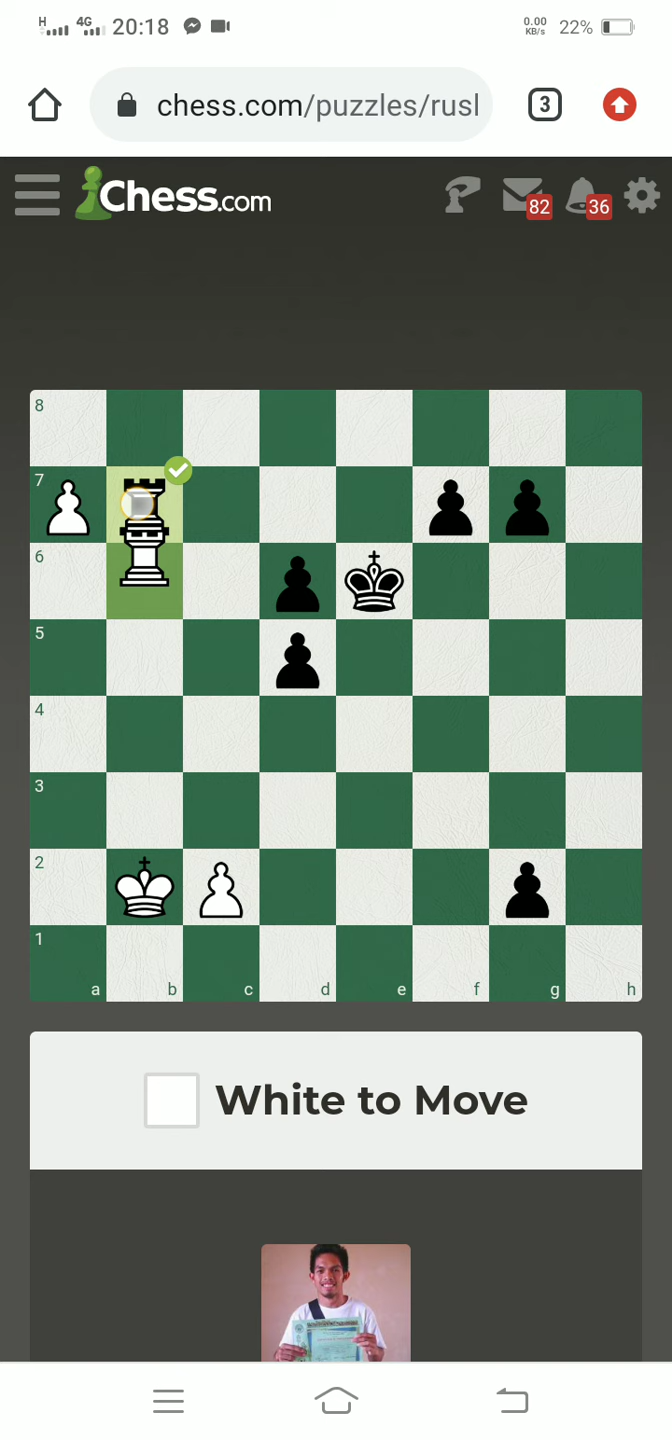 H 4G 20:18 0.00 KB/s 22%
chess.com/puzzles/rusl 3
Chess.com 82 36
8
7
6
5
4
3
2
1
a b c d e f g h
White to Move